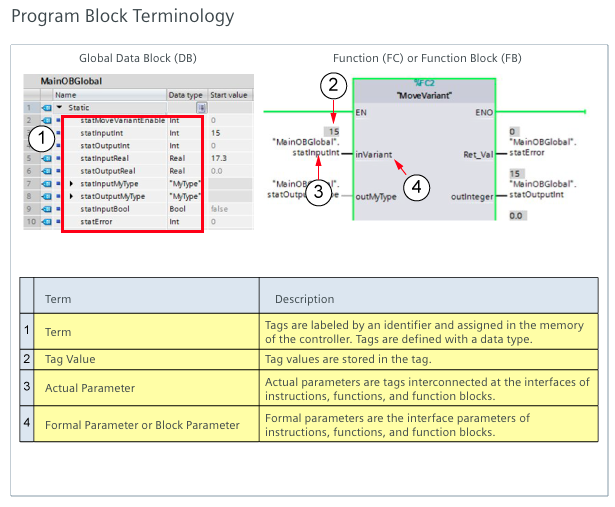 Program Block Terminology
Global Data Block (DB)
Function (FC) or Function Block (FB)
MainOBGlobal
Name Data type Start value
1 Static
2 statMoveVariantEnable Int 0
statInputInt Int 15
statOutputInt Int 0
5 statInputReal Real 17.3
6 statOutputReal Real 0.0
7 statInputMyType "MyType"
8 statOutputMyType "MyType"
9 statInputBool Bool false
10 statError Int 0
1
2
%FC2
"MoveVariant"
EN ENO
15
"MainOBGlobal".
statInputInt inVariant
0
"MainOBGlobal".
Ret_Val statError
3
4
outMyType
15
"MainOBGlobal".
outInteger statOutputInt
0.0
Term Description
1 Term Tags are labeled by an identifier and assigned in the memory
of the controller. Tags are defined with a data type.
2 Tag Value Tag values are stored in the tag.
3 Actual Parameter Actual parameters are tags interconnected at the interfaces of
instructions, functions, and function blocks.
4 Formal Parameter or Block Parameter Formal parameters are the interface parameters of
instructions, functions, and function blocks.